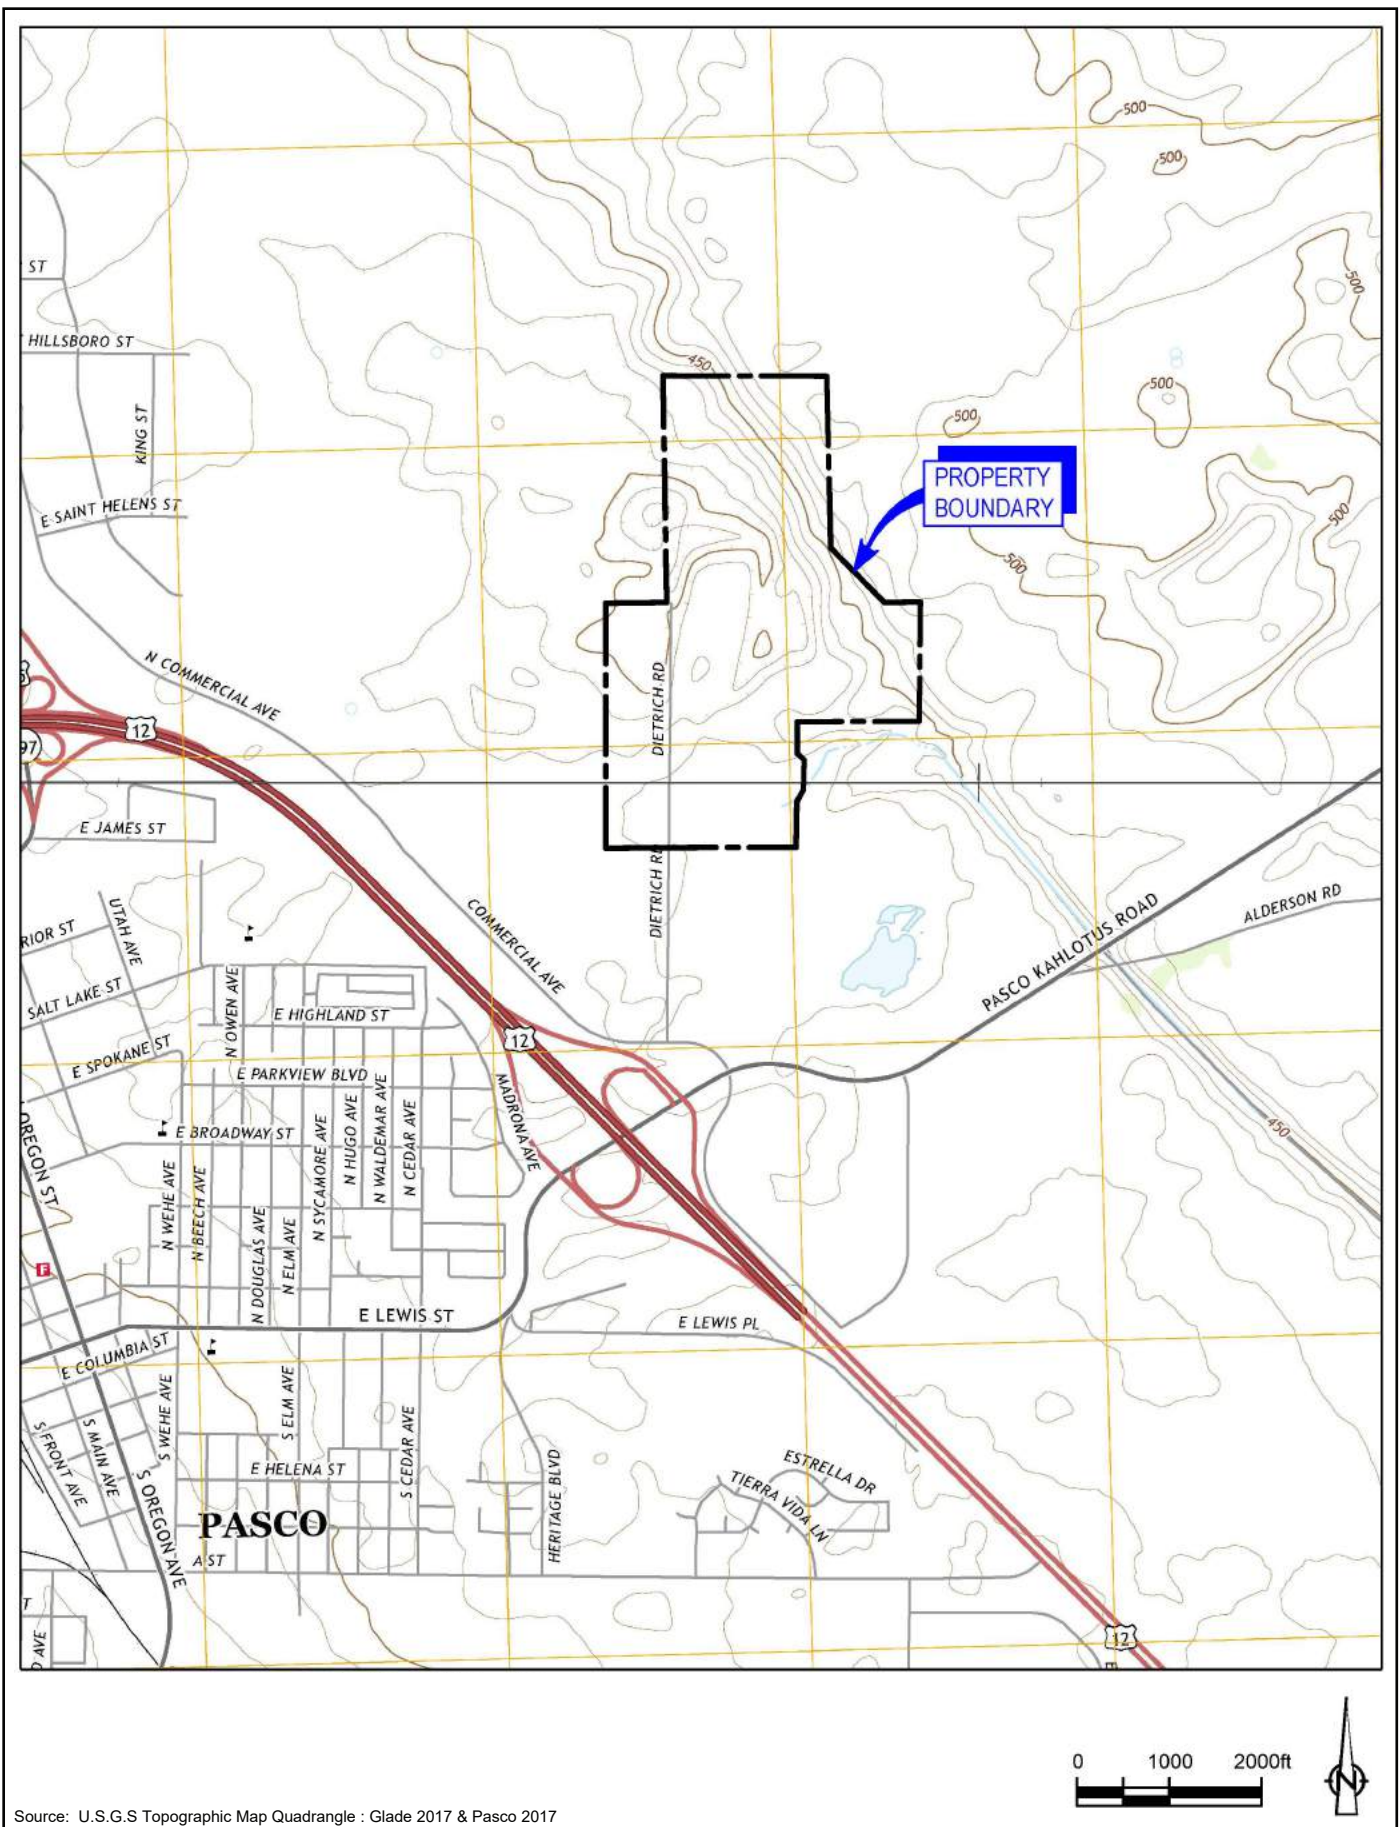 500
500
ST
500
HILLSBORO ST
450
500
500
KING ST
PROPERTY
BOUNDARY
E SAINT HELENS ST
500
500
N COMMERCIAL AVE
DIETRICH RD
12
97
E JAMES ST
DIETRICH RD
COMMERCIAL AVE
UTAH AVE
RIOR ST
ALDERSON RD
PASCO KAHLOTUS ROAD
SALT LAKE ST
N OWEN AVE
E HIGHLAND ST
12
E SPOKANE ST
E PARKVIEW BLVD
MADRONA AVE
OREGON ST
E BROADWAY ST
N SYCAMORE AVE
N HUGO AVE
N WALDEMAR AVE
N CEDAR AVE
450
N WEHE AVE
N BEECH AVE
N DOUGLAS AVE
N ELM AVE
F
E LEWIS ST
E LEWIS PL
E COLUMBIA ST
S WEHE AVE
S ELM AVE
S CEDAR AVE
S FRONT AVE
S MAIN AVE
E HELENA ST
HERITAGE BLVD
ESTRELLA DR
TIERRA VIDA LN
S OREGON AVE
PASCO
A ST
T
D AVE
12
E
0 1000 2000ft
N
Source: U.S.G.S Topographic Map Quadrangle : Glade 2017 & Pasco 2017